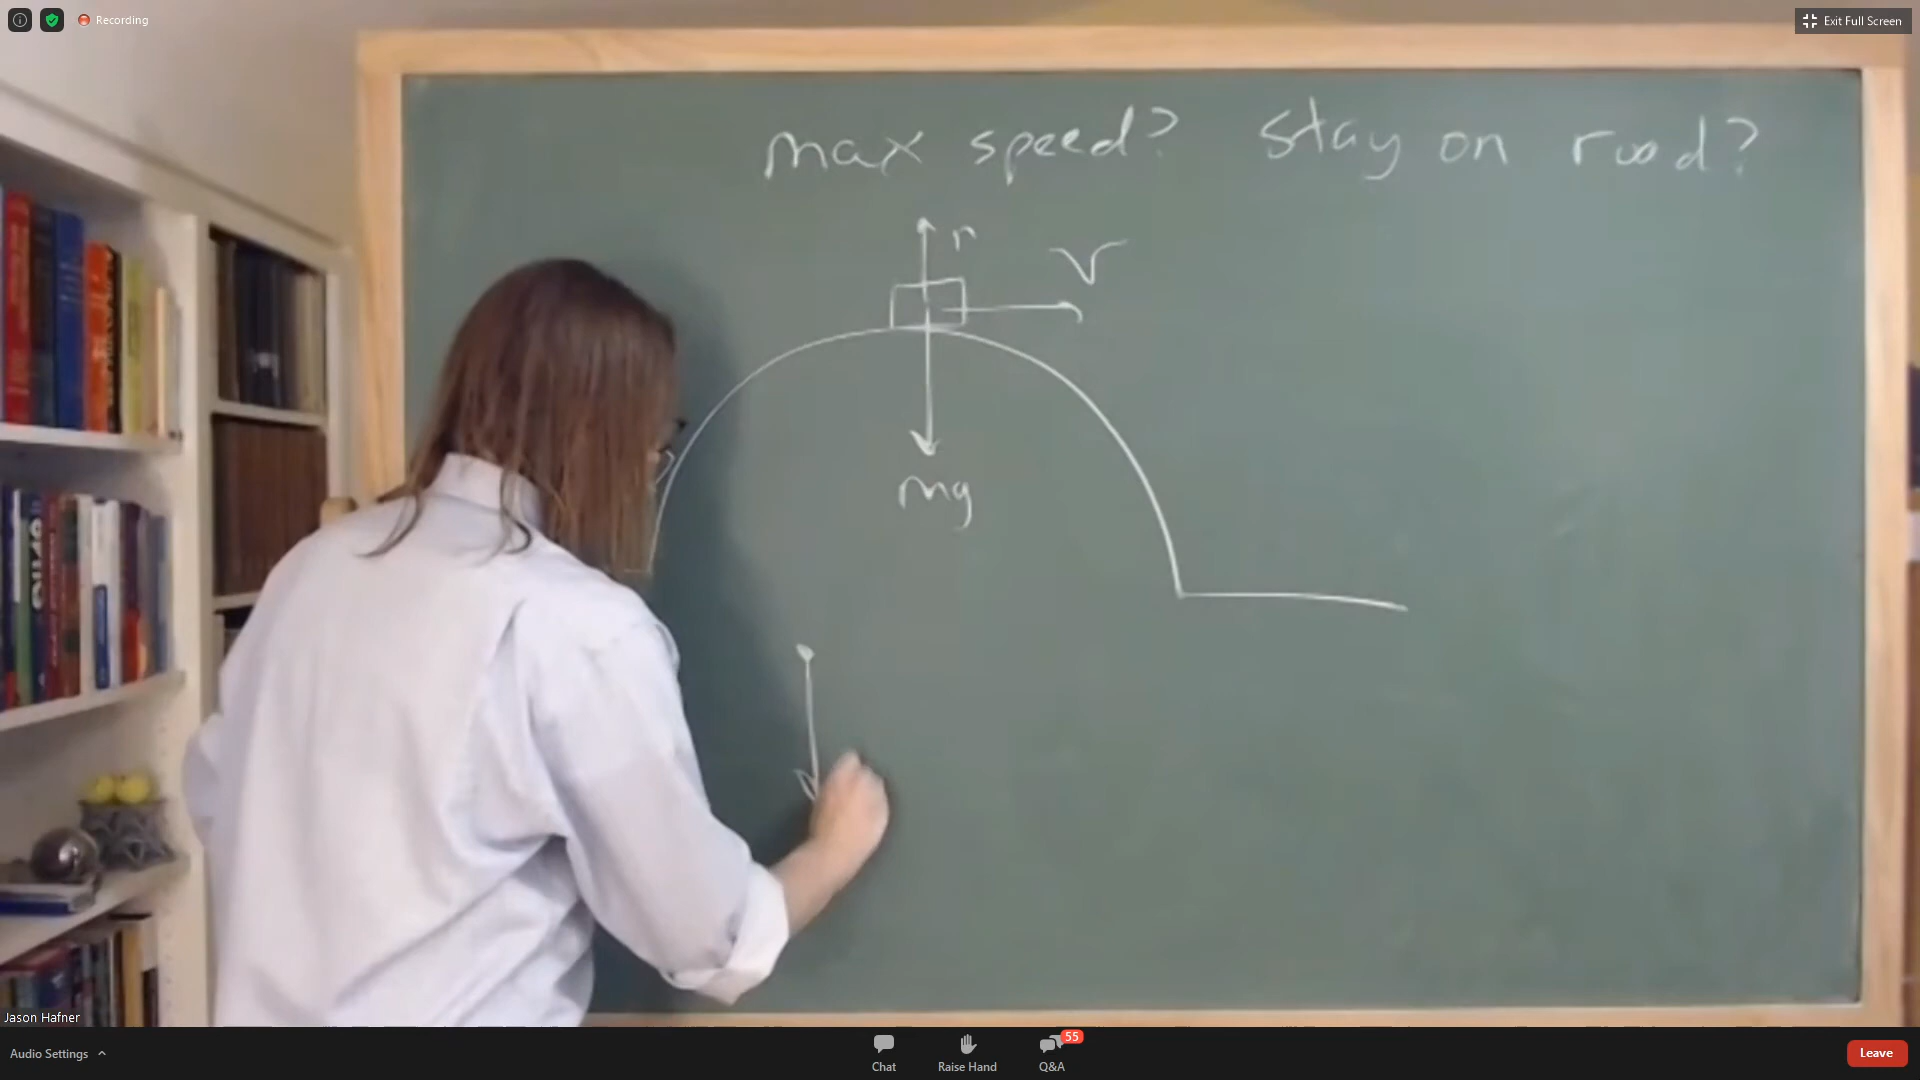 Recording
Exit Full Screen
max speed? stay on road?
n
v
mg
Jason Hafner
Audio Settings
Chat
Raise Hand
Q&A
55
Leave